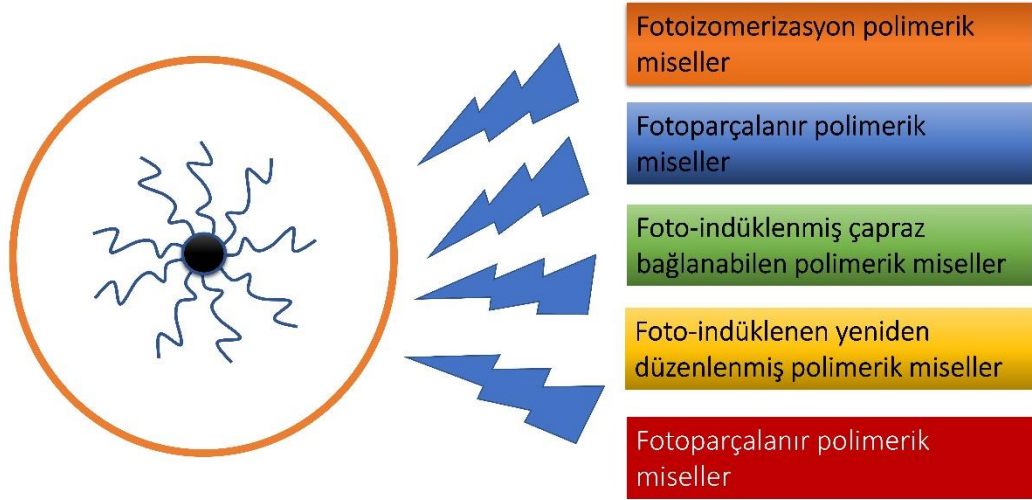 Fotoizomerizasyon polimerik
miseller
Fotoparçalanır polimerik
miseller
Foto-indüklenmiş çapraz
bağlanabilen polimerik miseller
Foto-indüklenen yeniden
düzenlenmiş polimerik miseller
Fotoparçalanır polimerik
miseller